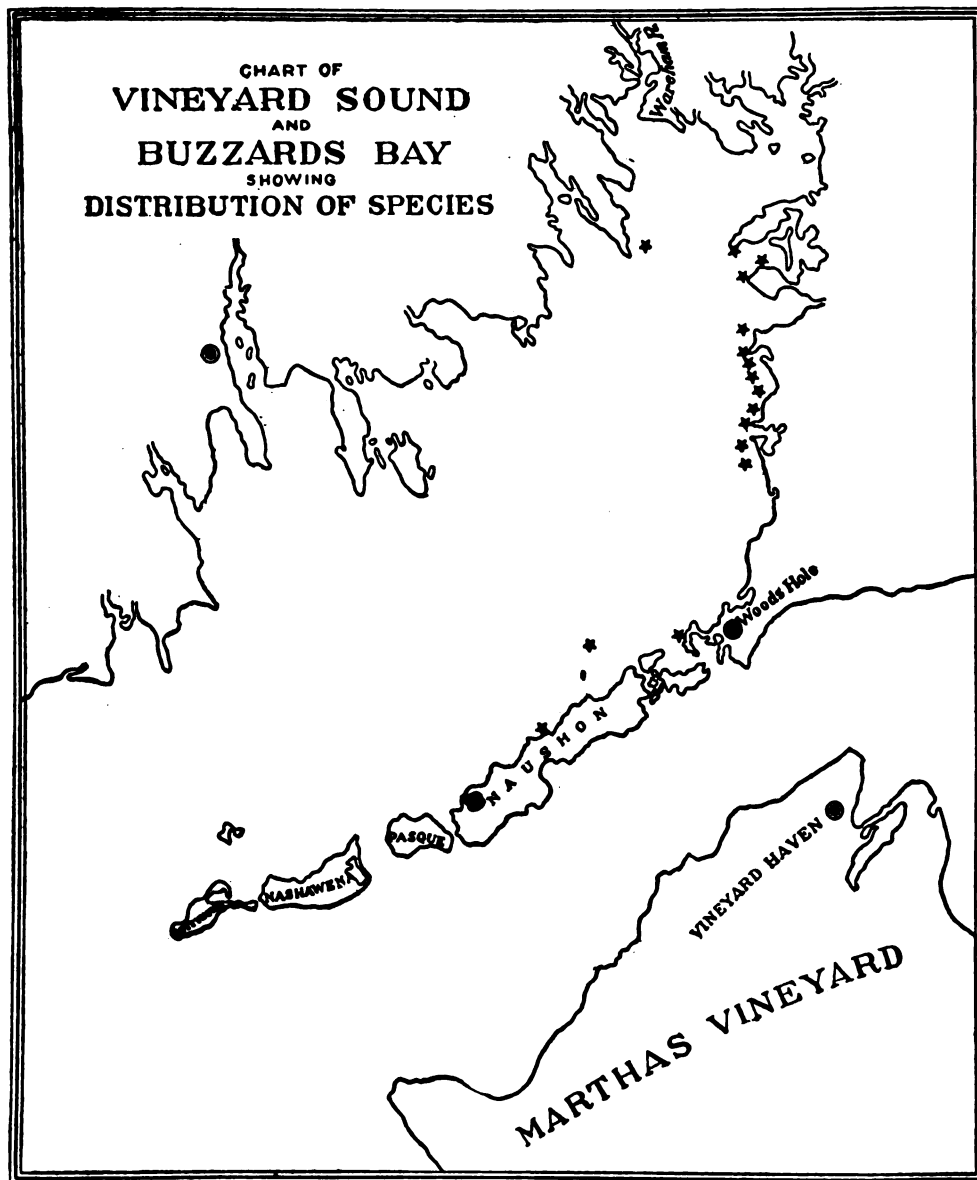 CHART OF
VINEYARD SOUND
AND
BUZZARDS BAY
SHOWING
DISTRIBUTION OF SPECIES
Wareham R
Woods Hole
NAUSHON
PASQUE
NASHAWENA
VINEYARD HAVEN
MARTHAS VINEYARD